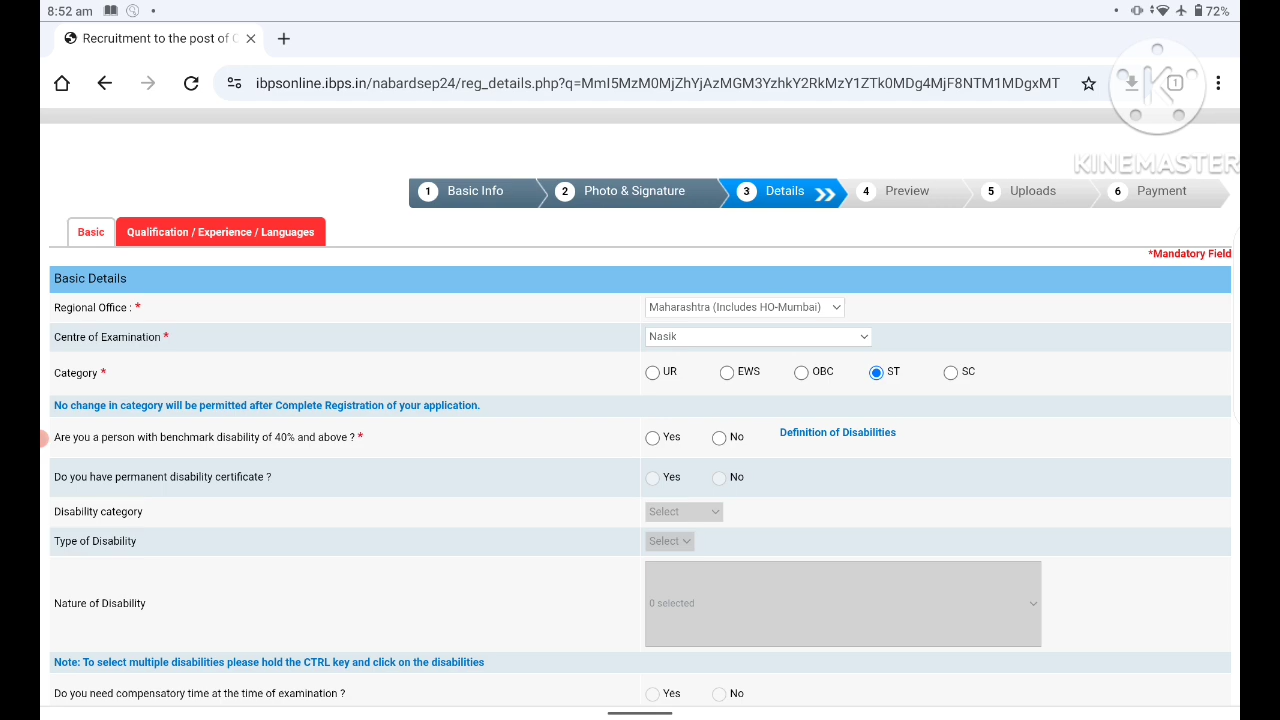 8:52 am
72%
Recruitment to the post of
ibpsonline.ibps.in/nabardsep24/reg_details.php?q=MmI5MzM0MjZhYjAzMGM3YzhkY2RkMzY1ZTk0MDg4MjF8NTM1MDgxMT
KINEMASTER
1 Basic Info
2 Photo & Signature
3 Details
4 Preview
5 Uploads
6 Payment
Basic
Qualification / Experience / Languages
*Mandatory Field
Basic Details
Regional Office : * Maharashtra (Includes HO-Mumbai)
Centre of Examination * Nasik
Category * UR EWS OBC ST SC
No change in category will be permitted after Complete Registration of your application.
Are you a person with benchmark disability of 40% and above ? * Yes No Definition of Disabilities
Do you have permanent disability certificate ? Yes No
Disability category Select
Type of Disability Select
Nature of Disability 0 selected
Note: To select multiple disabilities please hold the CTRL key and click on the disabilities
Do you need compensatory time at the time of examination ? Yes No